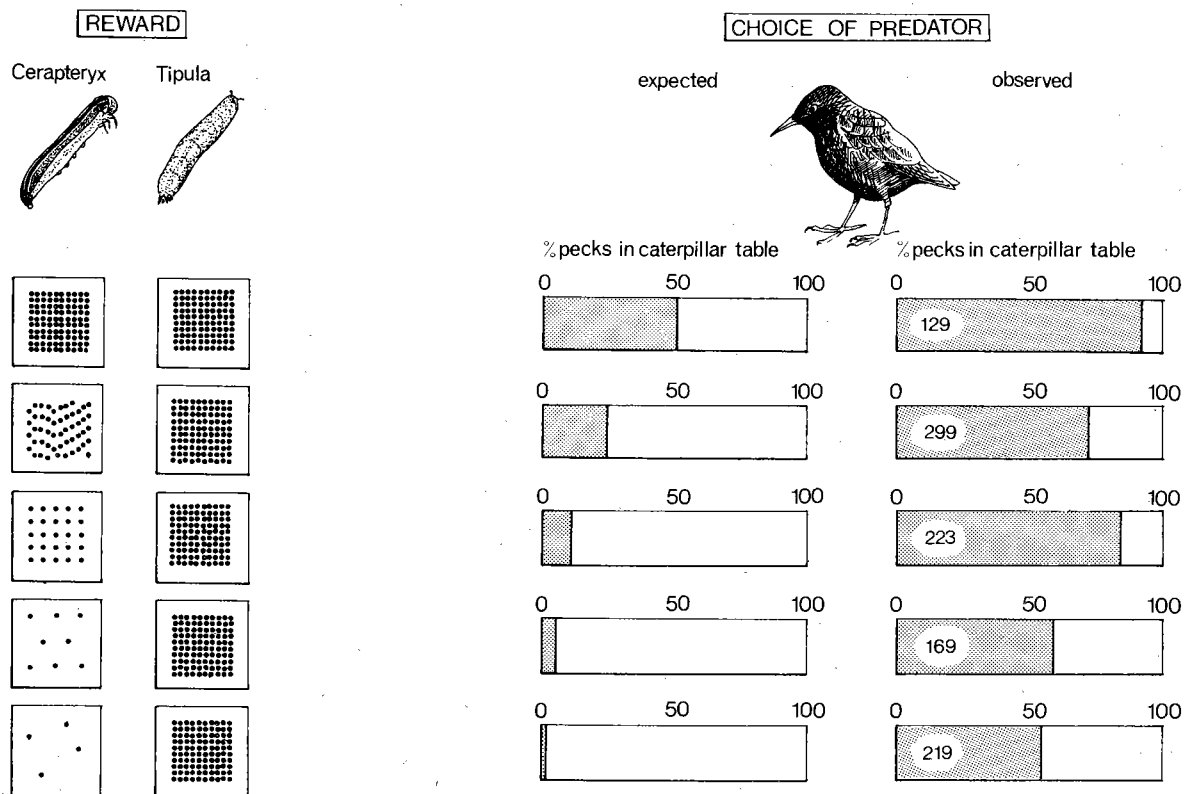 REWARD
CHOICE OF PREDATOR
Cerapteryx Tipula
expected observed
% pecks in caterpillar table % pecks in caterpillar table
0 50 100 0 50 100
129
0 50 100 0 50 100
299
0 50 100 0 50 100
223
0 50 100 0 50 100
169
0 50 100 0 50 100
219